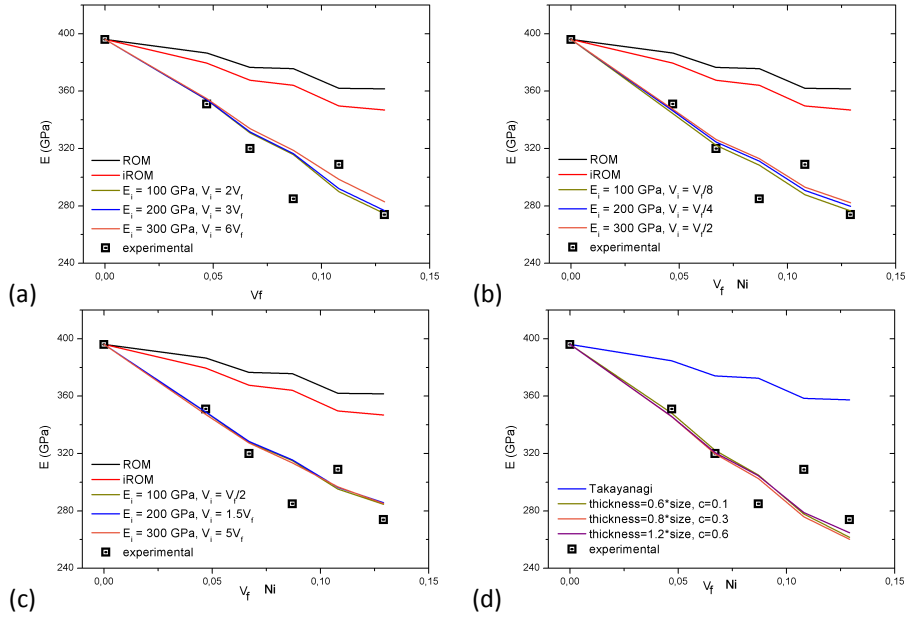 400
360
320
280
240
E (GPa)
ROM
iROM
E_i = 100 GPa, V_i = 2V_f
E_i = 200 GPa, V_i = 3V_f
E_i = 300 GPa, V_i = 6V_f
experimental
0,00 0,05 0,10 0,15
Vf
(a)
400
360
320
280
240
E (GPa)
ROM
iROM
E_i = 100 GPa, V_i = V_f/8
E_i = 200 GPa, V_i = V_f/4
E_i = 300 GPa, V_i = V_f/2
experimental
0,00 0,05 0,10 0,15
V_f Ni
(b)
400
360
320
280
240
E (GPa)
ROM
iROM
E_i = 100 GPa, V_i = V_f/2
E_i = 200 GPa, V_i = 1.5V_f
E_i = 300 GPa, V_i = 5V_f
experimental
0,00 0,05 0,10 0,15
V_f Ni
(c)
400
360
320
280
240
E (GPa)
Takayanagi
thickness=0.6*size, c=0.1
thickness=0.8*size, c=0.3
thickness=1.2*size, c=0.6
experimental
0,00 0,05 0,10 0,15
V_f Ni
(d)